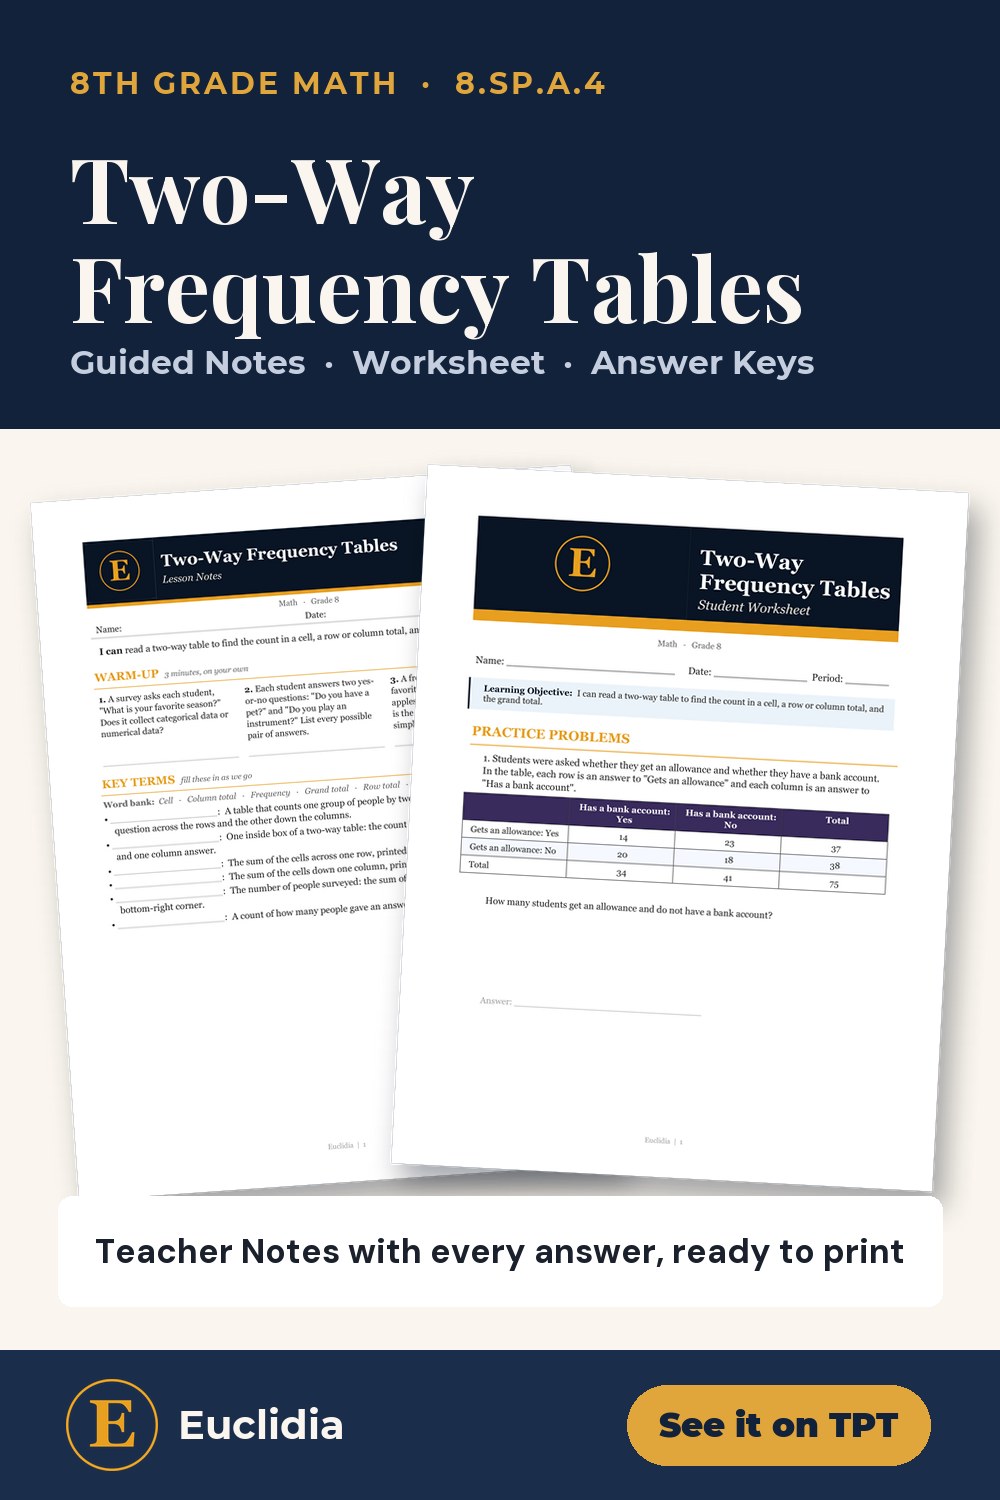 8TH GRADE MATH · 8.SP.A.4
Two-Way
Frequency Tables
Guided Notes · Worksheet · Answer Keys
E
Two-Way Frequency Tables
Lesson Notes
Math · Grade 8
Name:
Date:
I can read a two-way table to find the count in a cell, a row or column total, an
WARM-UP 3 minutes, on your own
1. A survey asks each student,
"What is your favorite season?"
Does it collect categorical data or
numerical data?
2. Each student answers two yes-
or-no questions: "Do you have a
pet?" and "Do you play an
instrument?" List every possible
pair of answers.
3. A fr
favorit
apples
is the
simpl
KEY TERMS fill these in as we go
Word bank: Cell · Column total · Frequency · Grand total · Row total ·
• : A table that counts one group of people by two
question across the rows and the other down the columns.
• : One inside box of a two-way table: the count
and one column answer.
• : The sum of the cells across one row, printed
• : The sum of the cells down one column, prin
• : The number of people surveyed: the sum of
bottom-right corner.
• : A count of how many people gave an answe
Euclidia | 1
E
Two-Way
Frequency Tables
Student Worksheet
Math · Grade 8
Name: Date: Period:
Learning Objective: I can read a two-way table to find the count in a cell, a row or column total, and
the grand total.
PRACTICE PROBLEMS
1. Students were asked whether they get an allowance and whether they have a bank account.
In the table, each row is an answer to "Gets an allowance" and each column is an answer to
"Has a bank account".
Has a bank account: Yes Has a bank account: No Total
Gets an allowance: Yes 14 23 37
Gets an allowance: No 20 18 38
Total 34 41 75
How many students get an allowance and do not have a bank account?
Answer:
Euclidia | 1
Teacher Notes with every answer, ready to print
E
Euclidia
See it on TPT